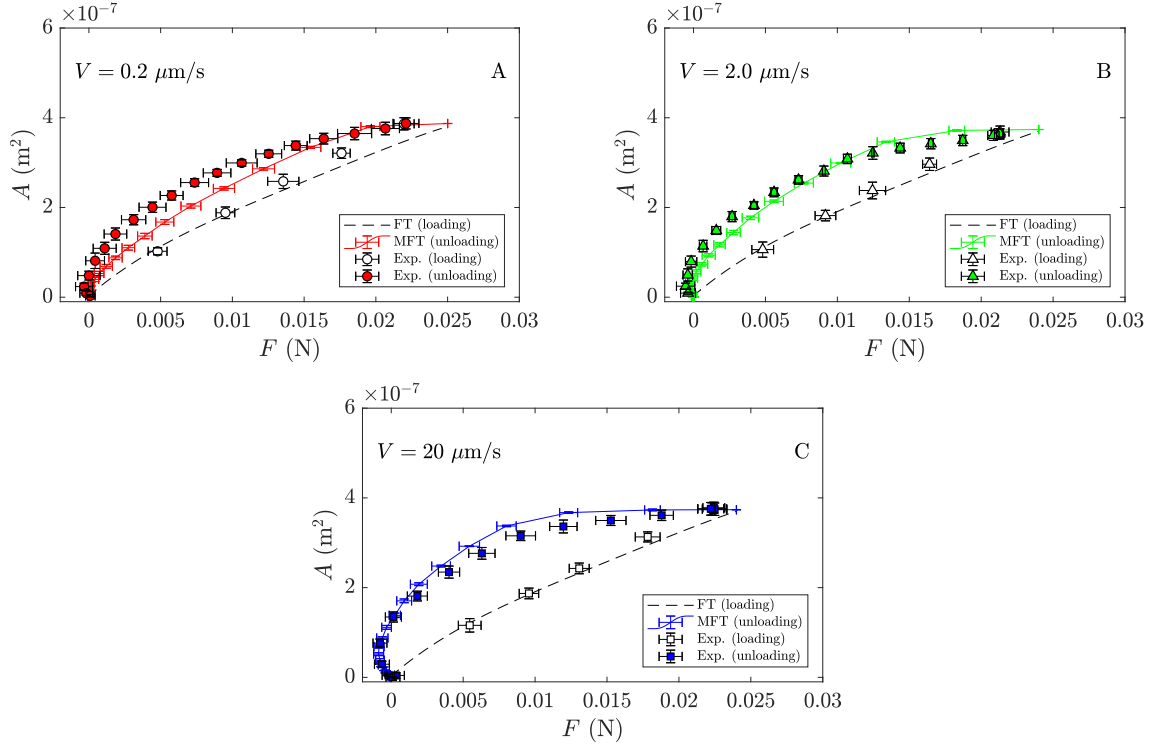 ×10⁻⁷
6
V = 0.2 μm/s
A
4
A (m²)
2
0
0 0.005 0.01 0.015 0.02 0.025 0.03
F (N)
FT (loading)
MFT (unloading)
Exp. (loading)
Exp. (unloading)
×10⁻⁷
6
V = 2.0 μm/s
B
4
A (m²)
2
0
0 0.005 0.01 0.015 0.02 0.025 0.03
F (N)
FT (loading)
MFT (unloading)
Exp. (loading)
Exp. (unloading)
×10⁻⁷
6
V = 20 μm/s
C
4
A (m²)
2
0
0 0.005 0.01 0.015 0.02 0.025 0.03
F (N)
FT (loading)
MFT (unloading)
Exp. (loading)
Exp. (unloading)